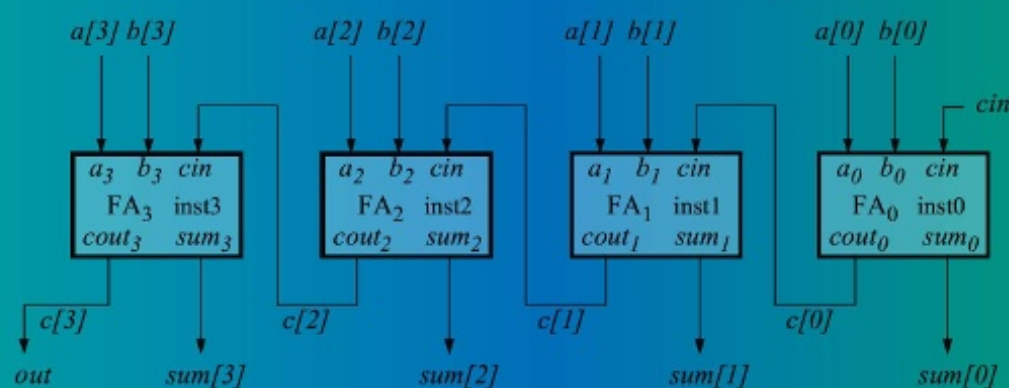 a[3] b[3] a[2] b[2] a[1] b[1] a[0] b[0]
cin
a3 b3 cin a2 b2 cin a1 b1 cin a0 b0 cin
FA3 inst3 FA2 inst2 FA1 inst1 FA0 inst0
cout3 sum3 cout2 sum2 cout1 sum1 cout0 sum0
c[3] c[2] c[1] c[0]
out sum[3] sum[2] sum[1] sum[0]